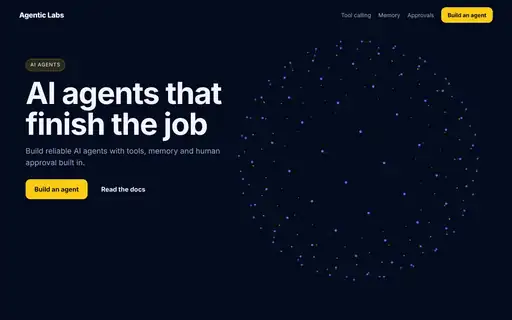 Agentic Labs
Tool calling
Memory
Approvals
Build an agent
AI AGENTS
AI agents that
finish the job
Build reliable AI agents with tools, memory and human
approval built in.
Build an agent
Read the docs